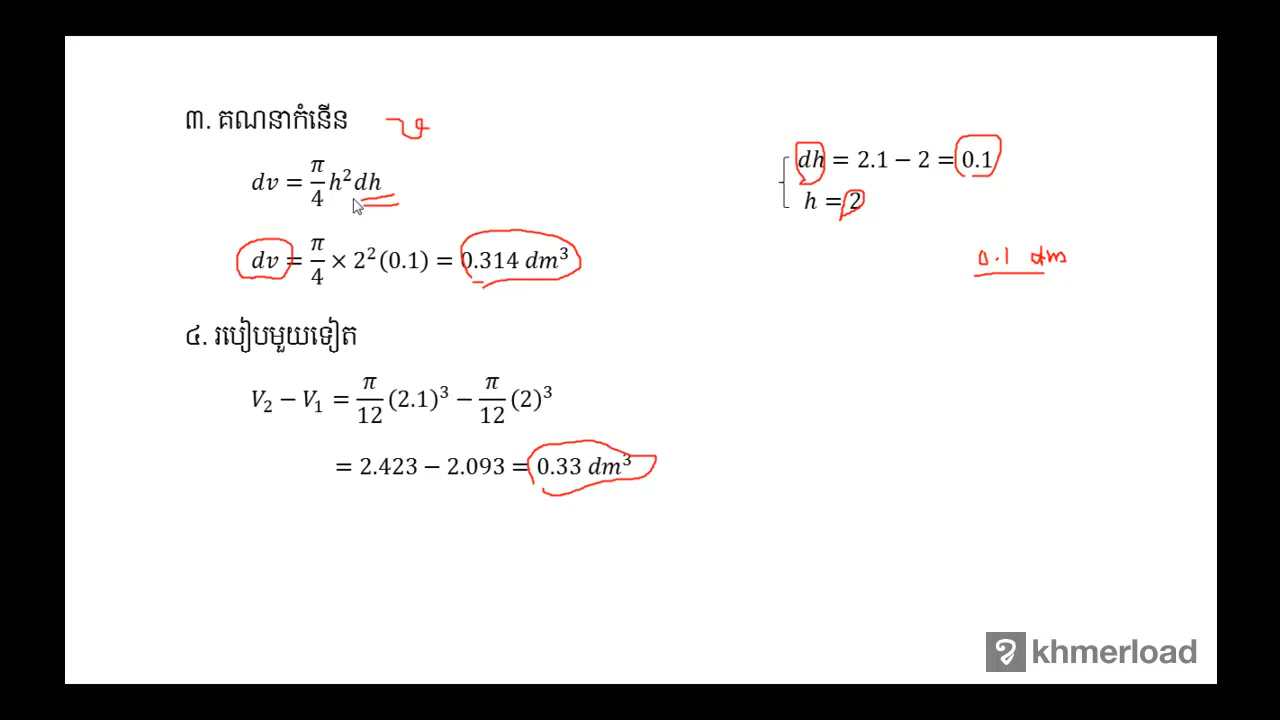 ៣. គណនាកំនើន
dv = π/4 h²dh
dv = π/4 × 2²(0.1) = 0.314 dm³
dh = 2.1 − 2 = 0.1
h = 2
0.1 dm
៤. របៀបមួយទៀត
V₂ − V₁ = π/12 (2.1)³ − π/12 (2)³
= 2.423 − 2.093 = 0.33 dm³
khmerload